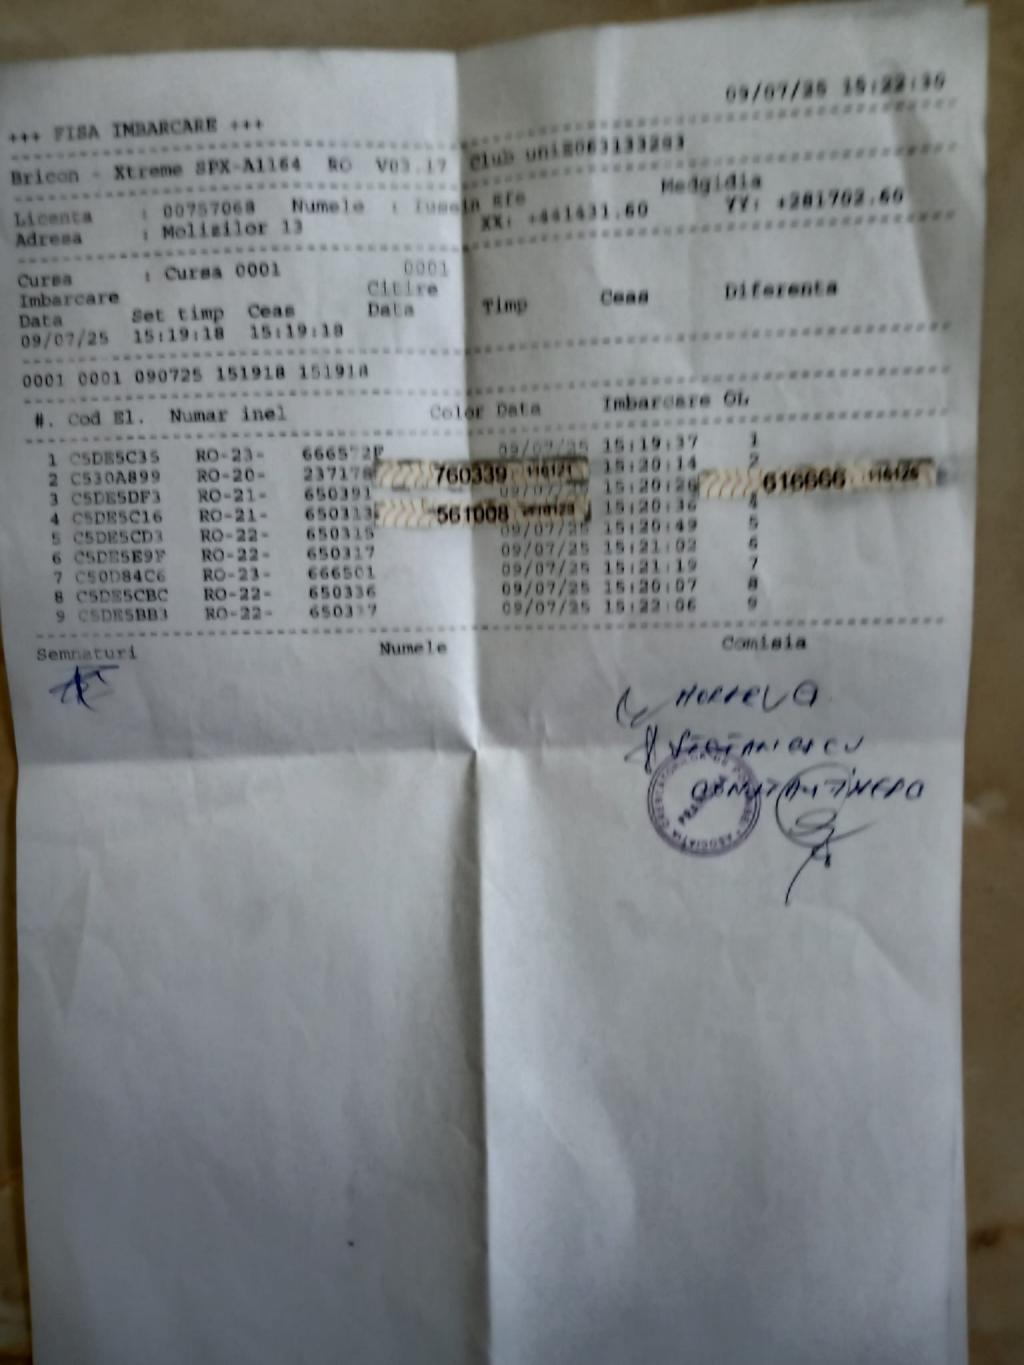 09/07/25 15:22:30
+++ FISA IMBARCARE +++
Bricon - Xtreme SPX-A1164 RO V03.17 Club
Licenta : 00757068 Numele : Medgidia
Adresa : Molizilor 13 XX: +441431.60 YY: +281702.60
Cursa : Cursa 0001 0001
Imbarcare Citire
Data Set timp Ceas Data Timp Ceas Diferenta
09/07/25 15:19:18 15:19:18
0001 0001 090725 151918 151918
#. Cod El. Numar inel Color Data Imbarcare OL
1 C5DE5C35 RO-23- 09/07/25 15:19:37 1
2 C530A899 RO-20- 237178 760339 15:20:14 2
3 C5DE5DF3 RO-21- 650391 09/07/25 15:20:26 616666
4 C5DE5C16 RO-21- 650313 561008 15:20:36 4
5 C5DE5CD3 RO-22- 650315 09/07/25 15:20:49 5
6 C5DE5E9F RO-22- 650317 09/07/25 15:21:02 6
7 C50D84C6 RO-23- 666501 09/07/25 15:21:19 7
8 C5DE5CBC RO-22- 650336 09/07/25 15:20:07 8
9 C5DE5BB3 RO-22- 650337 09/07/25 15:22:06 9
Semnaturi Numele Comisia